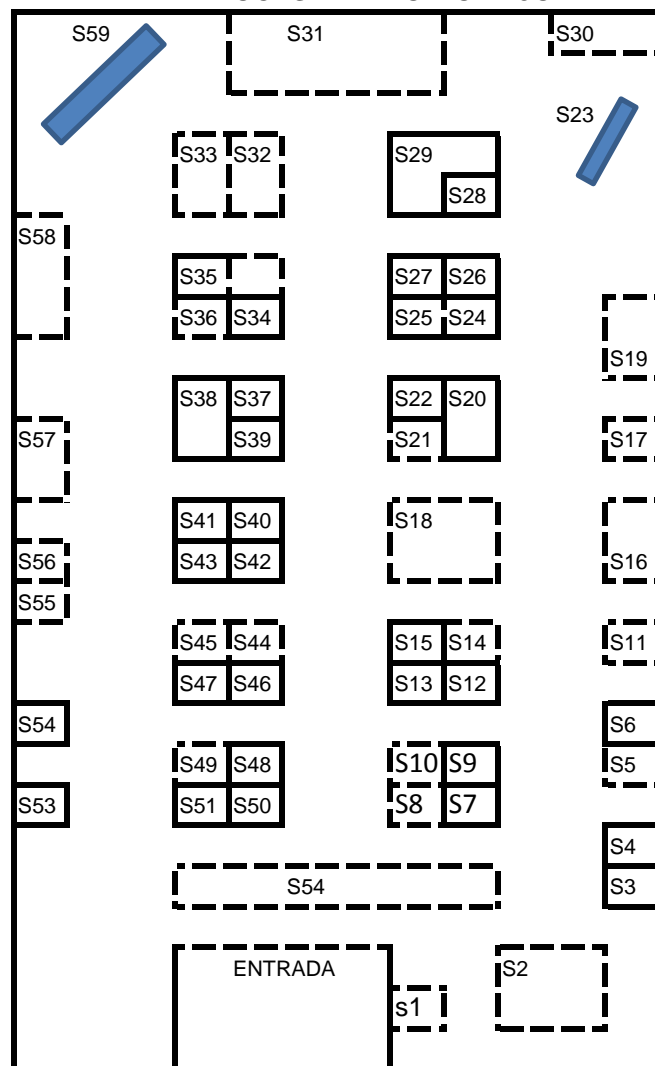 S59 S31 S30
S23
S33 S32 S29
S28
S58
S35 S27 S26
S36 S34 S25 S24
S19
S38 S37 S22 S20
S57 S39 S21 S17
S41 S40 S18
S56 S43 S42 S16
S55
S45 S44 S15 S14 S11
S47 S46 S13 S12
S54 S6
S49 S48 S10 S9 S5
S53 S51 S50 S8 S7
S4
S54 S3
ENTRADA S2
s1